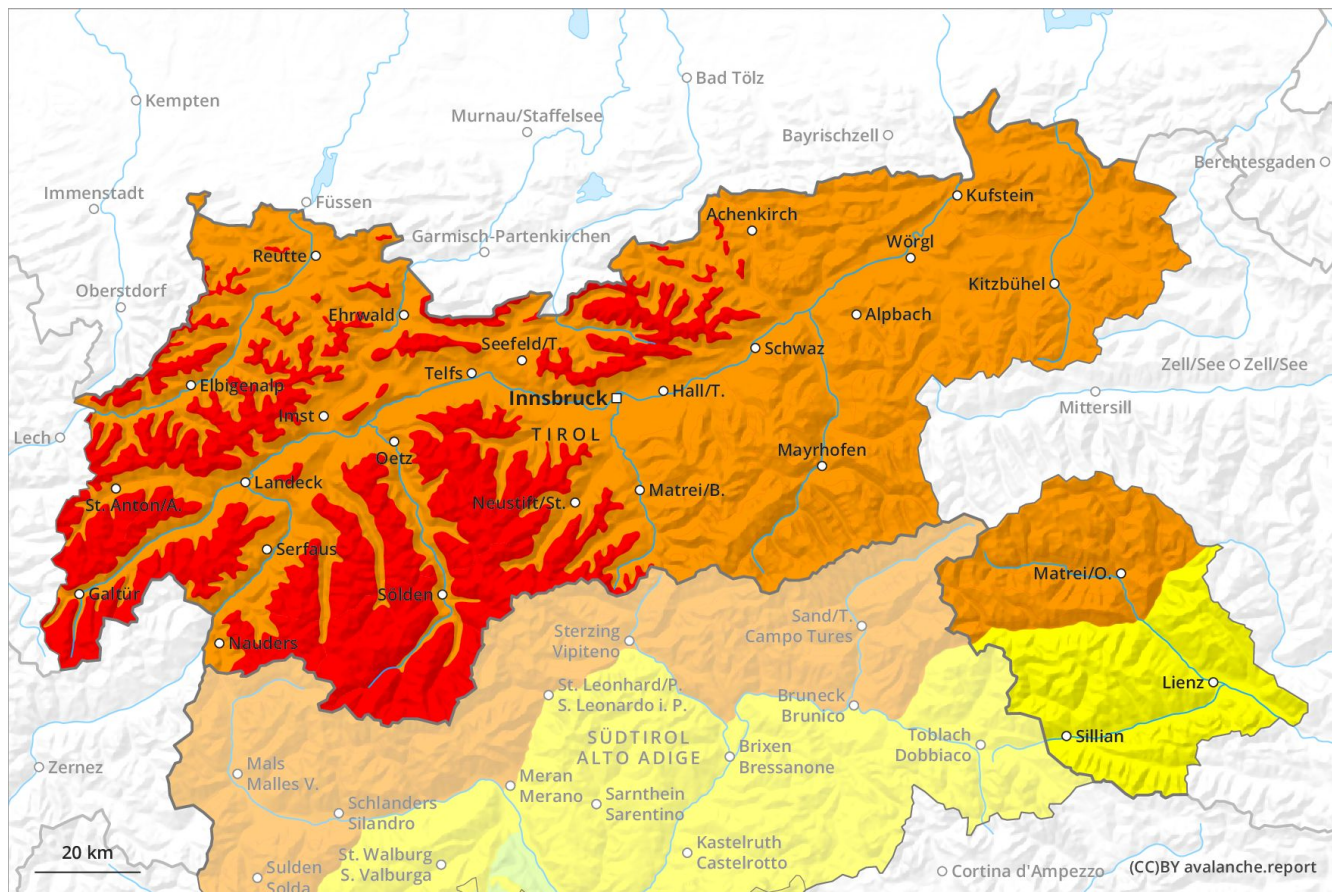 Kempten
Bad Tölz
Murnau/Staffelsee
Bayrischzell
Berchtesgaden
Immenstadt
Füssen
Kufstein
Achenkirch
Garmisch-Partenkirchen
Wörgl
Reutte
Oberstdorf
Kitzbühel
Ehrwald
Alpbach
Seefeld/T.
Schwaz
Zell/See
Zell/See
Telfs
Elbigenalp
Hall/T.
Innsbruck
Mittersill
Imst
Lech
TIROL
Mayrhofen
Oetz
Landeck
St. Anton/A.
Matrei/B.
Neustift/St.
Serfaus
Matrei/O.
Galtür
Sölden
Sand/T.
Campo Tures
Sterzing
Vipiteno
Nauders
Lienz
St. Leonhard/P.
S. Leonardo i. P.
Bruneck
Brunico
Sillian
SÜDTIROL
ALTO ADIGE
Toblach
Dobbiaco
Brixen
Bressanone
Zernez
Mals
Malles V.
Meran
Merano
Sarnthein
Sarentino
Schlanders
Silandro
Kastelruth
Castelrotto
20 km
St. Walburg
S. Valburga
Sulden
Solda
Cortina d'Ampezzo
(CC)BY avalanche.report